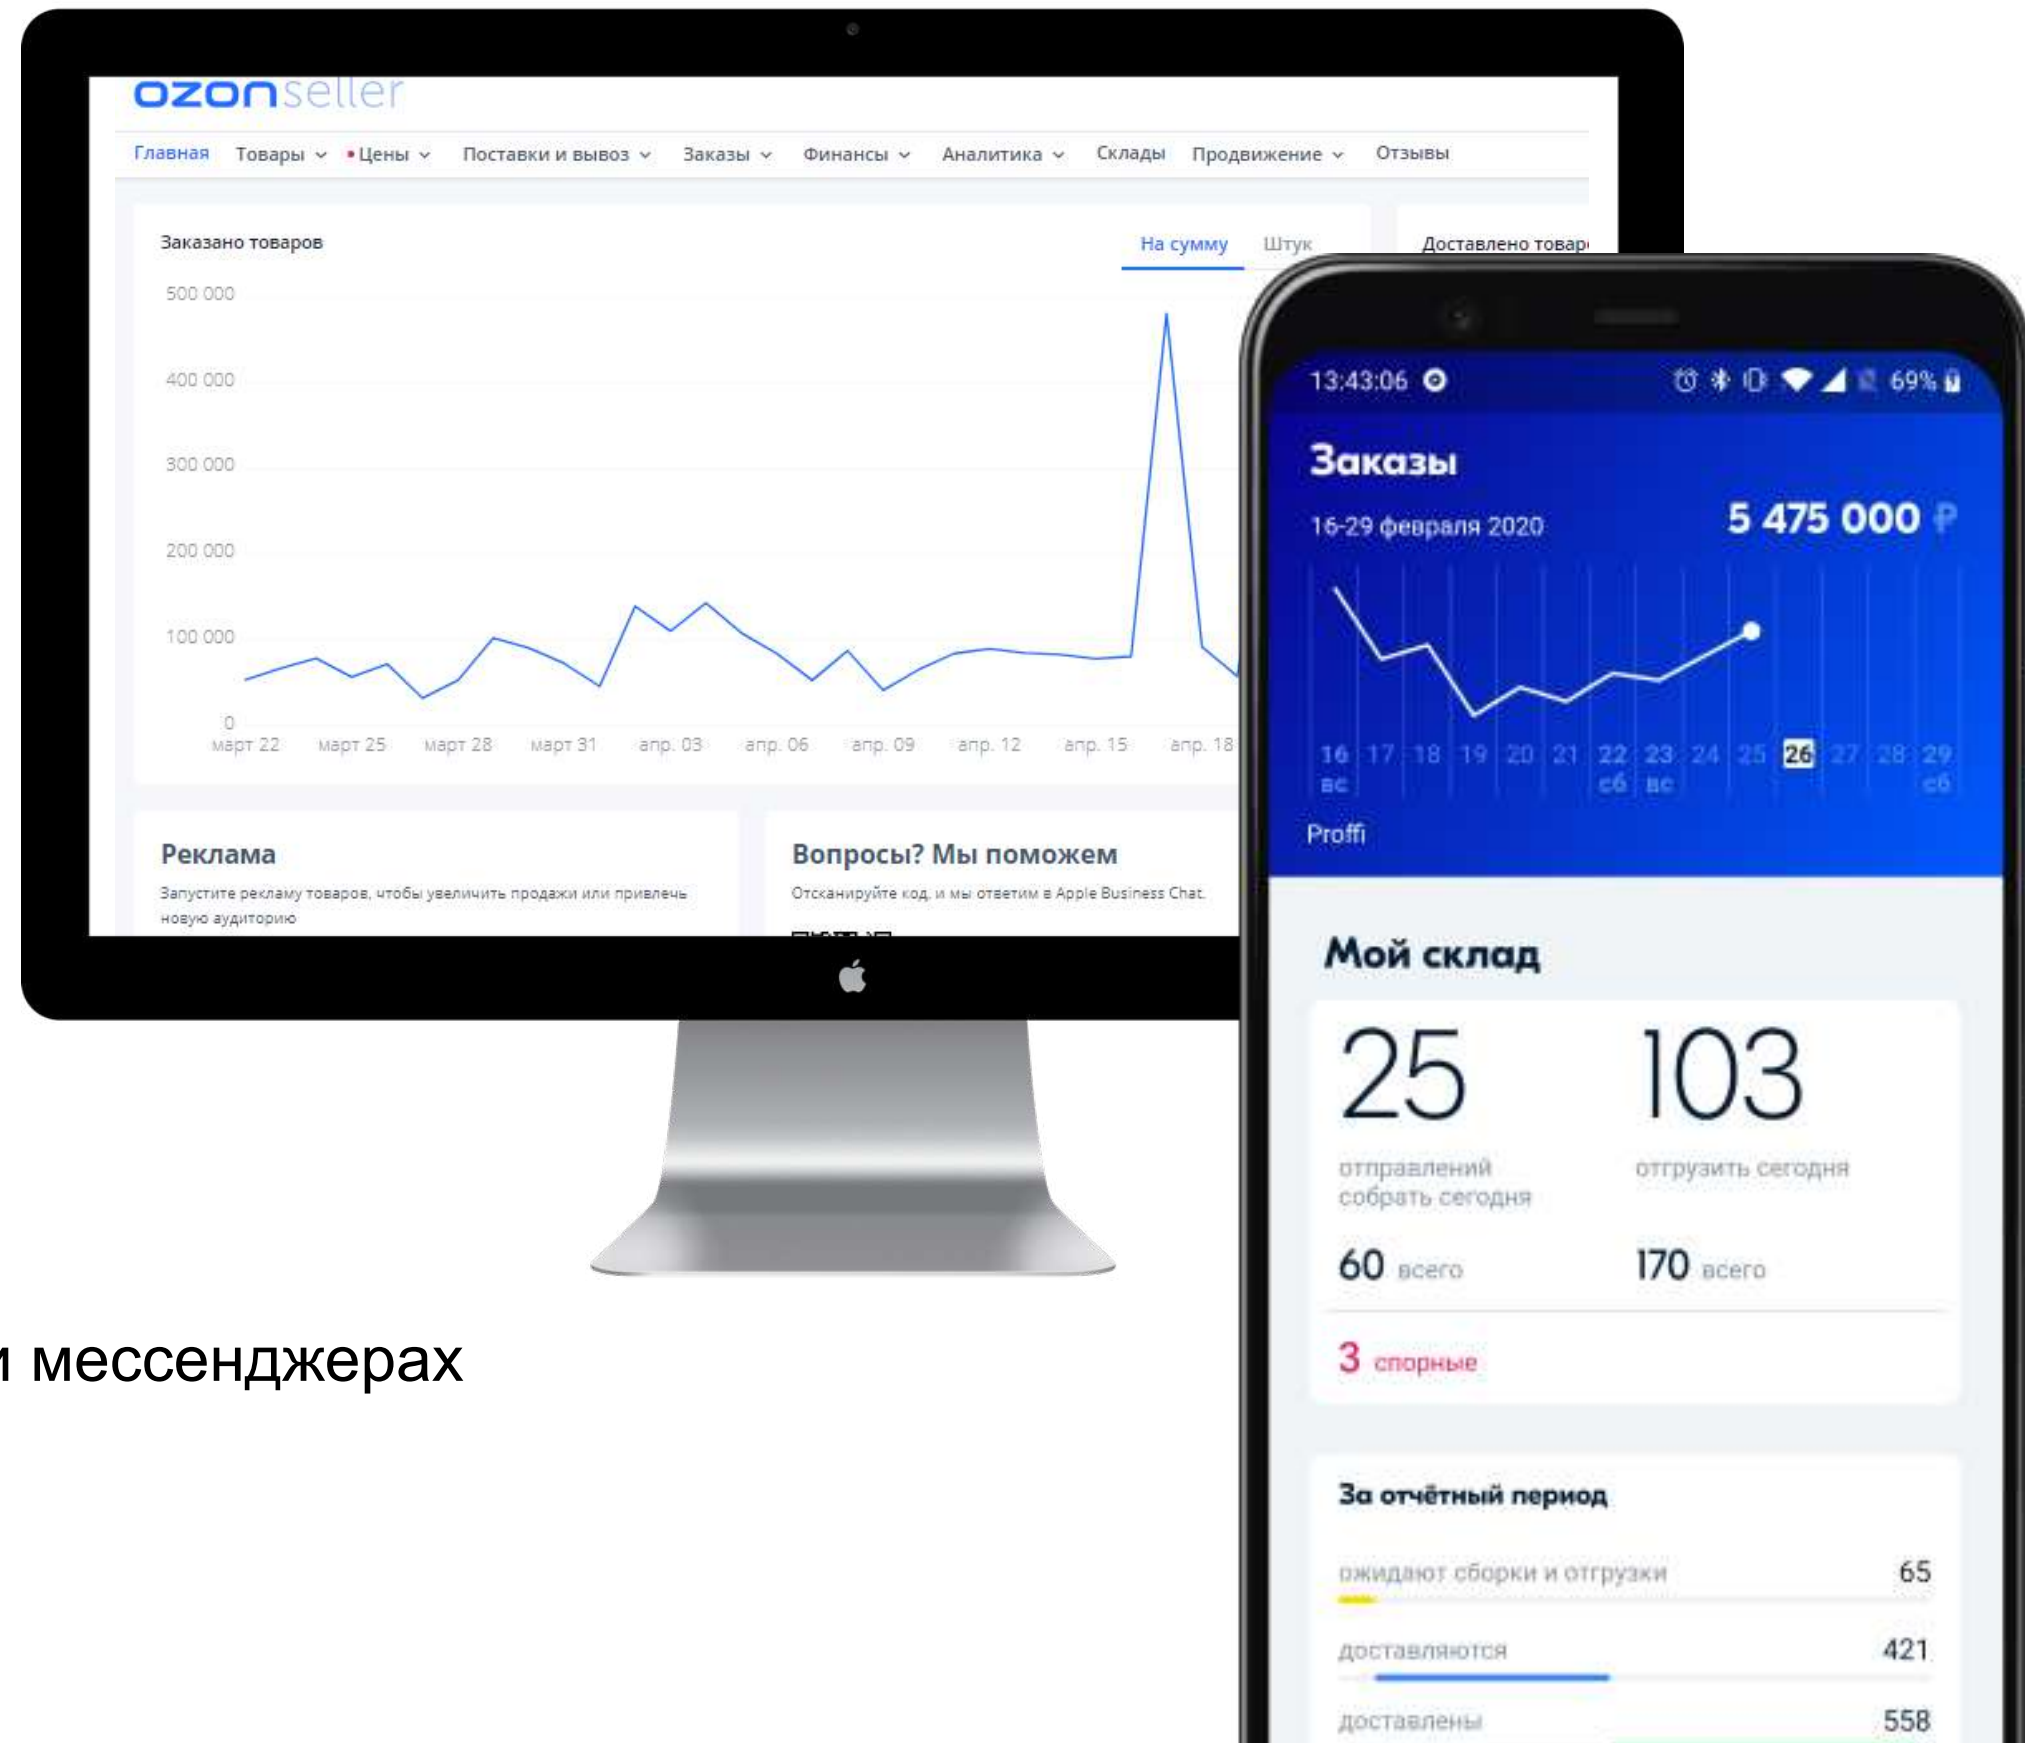 ozonseller
Главная Товары Цены Поставки и вывоз Заказы Финансы Аналитика Склады Продвижение Отзывы
Заказано товаров На сумму Штук Доставлено товар
500 000
400 000
300 000
200 000
100 000
0
март 22 март 25 март 28 март 31 апр. 03 апр. 06 апр. 09 апр. 12 апр. 15 апр. 18
Реклама
Запустите рекламу товаров, чтобы увеличить продажи или привлечь
новую аудиторию
Вопросы? Мы поможем
Отсканируйте код, и мы ответим в Apple Business Chat.
13:43:06 69%
Заказы
16-29 февраля 2020 5 475 000 ₽
16 17 18 19 20 21 22 23 24 25 26 27 28 29
вс сб вс сб
Proffi
Мой склад
25 103
отправлений отгрузить сегодня
собрать сегодня
60 всего 170 всего
3 спорные
За отчётный период
ожидают сборки и отгрузки 65
доставляются 421
доставлены 558
и мессенджерах